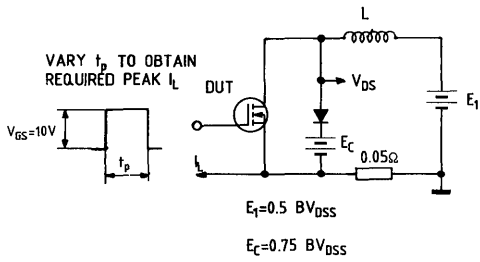 VARY tp TO OBTAIN
REQUIRED PEAK IL
VGS=10V
tp
DUT
L
VDS
E1
EC
0.05Ω
IL
E1=0.5 BVDSS
EC=0.75 BVDSS